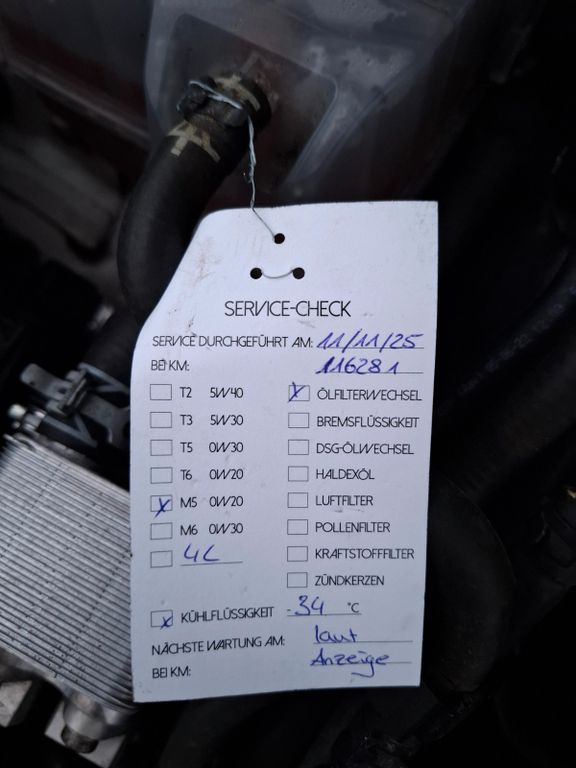 SERVICE-CHECK
SERVICE DURCHGEFÜHRT AM: 11/11/25
BEI KM: 116281
T2 5W40
T3 5W30
T5 0W30
T6 0W20
M5 0W20
M6 0W30
4L
ÖLFILTERWECHSEL
BREMSFLÜSSIGKEIT
DSG-ÖLWECHSEL
HALDEXÖL
LUFTFILTER
POLLENFILTER
KRAFTSTOFFFILTER
ZÜNDKERZEN
KÜHLFLÜSSIGKEIT -34 °C
NÄCHSTE WARTUNG AM: laut
BEI KM: Anzeige